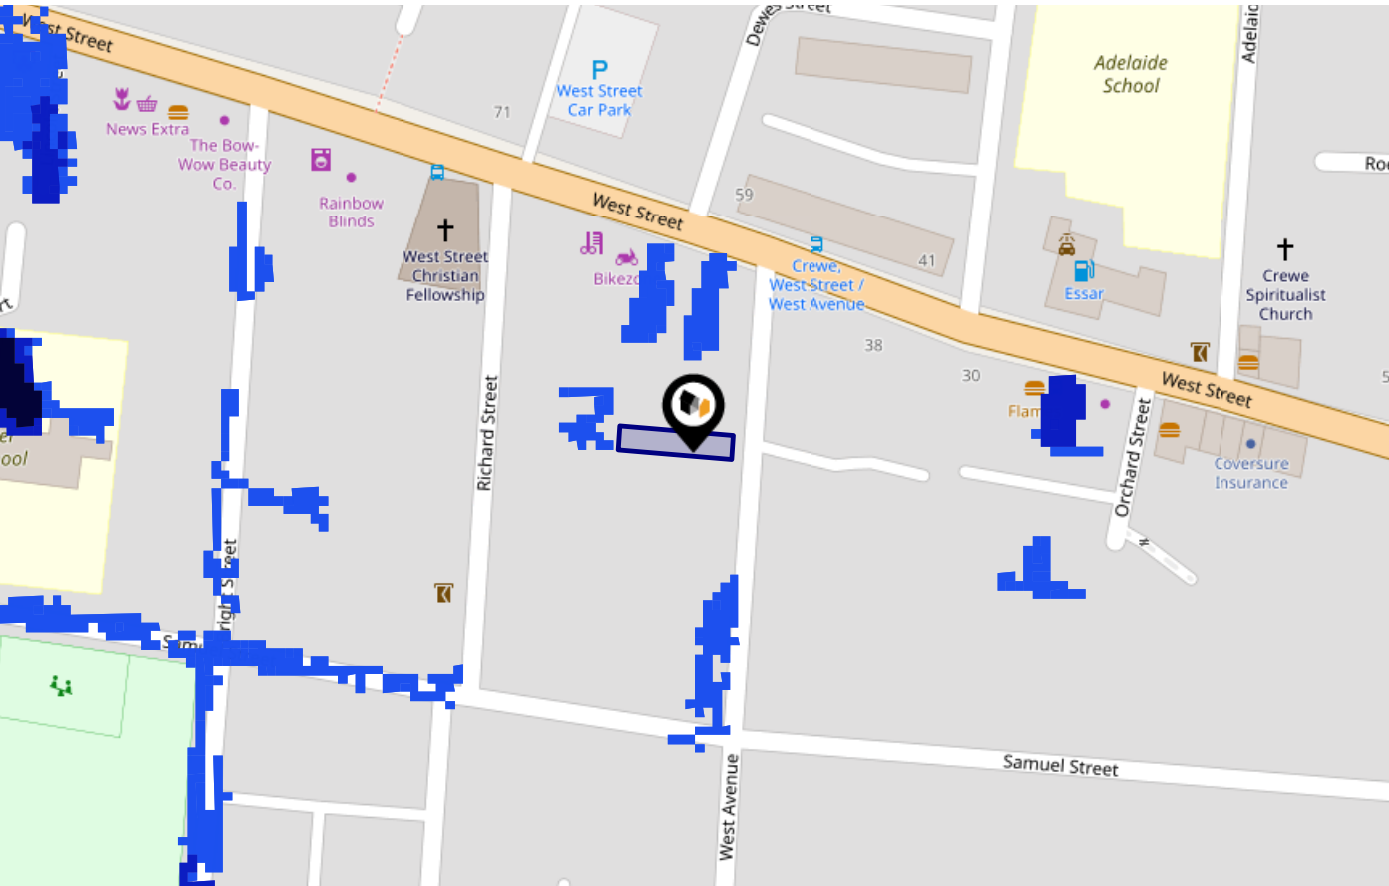 West Street
Dewes Street
Adelaide
School
West Street
Car Park
71
News Extra
The Bow-
Wow Beauty
Co.
Rainbow
Blinds
West Street
Christian
Fellowship
West Street
59
41
Crewe,
West Street /
West Avenue
Essar
Crewe
Spiritualist
Church
38
30
West Street
Richard Street
Orchard Street
Coversure
Insurance
Samuel Street
West Avenue